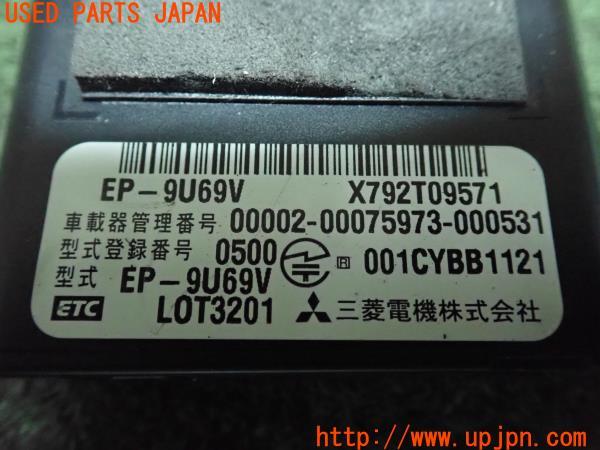 USED PARTS JAPAN
EP-9U69V X792T09571
車載器管理番号 00002-00075973-000531
型式登録番号 0500 R 001CYBB1121
型式 EP-9U69V
ETC LOT3201 三菱電機株式会社
http://www.upjpn.com/